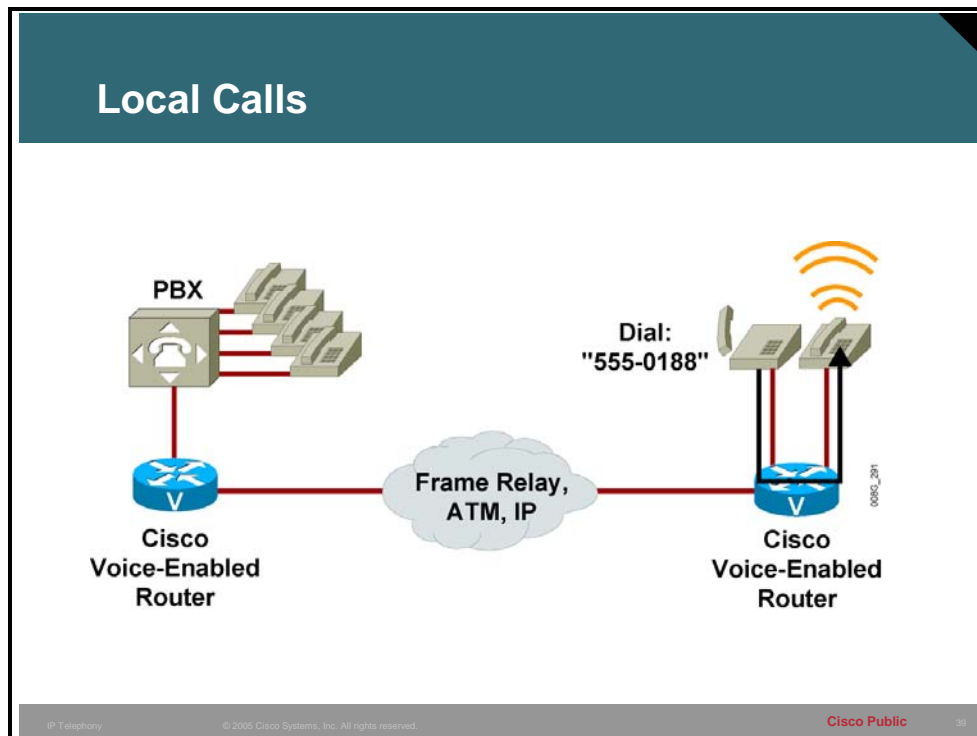 Local Calls
PBX
Dial:
"555-0188"
Frame Relay,
ATM, IP
V
V
008G_291
Cisco
Voice-Enabled
Router
Cisco
Voice-Enabled
Router
IP Telephony
© 2005 Cisco Systems, Inc. All rights reserved.
Cisco Public
39